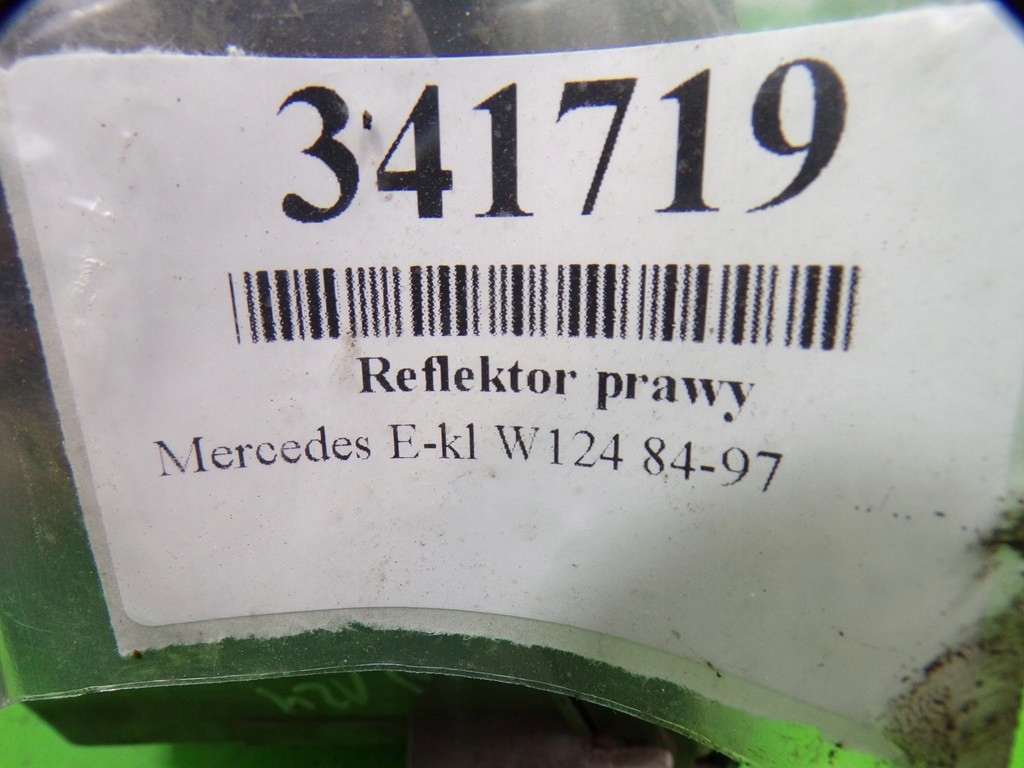 341719
Reflektor prawy
Mercedes E-kl W124 84-97